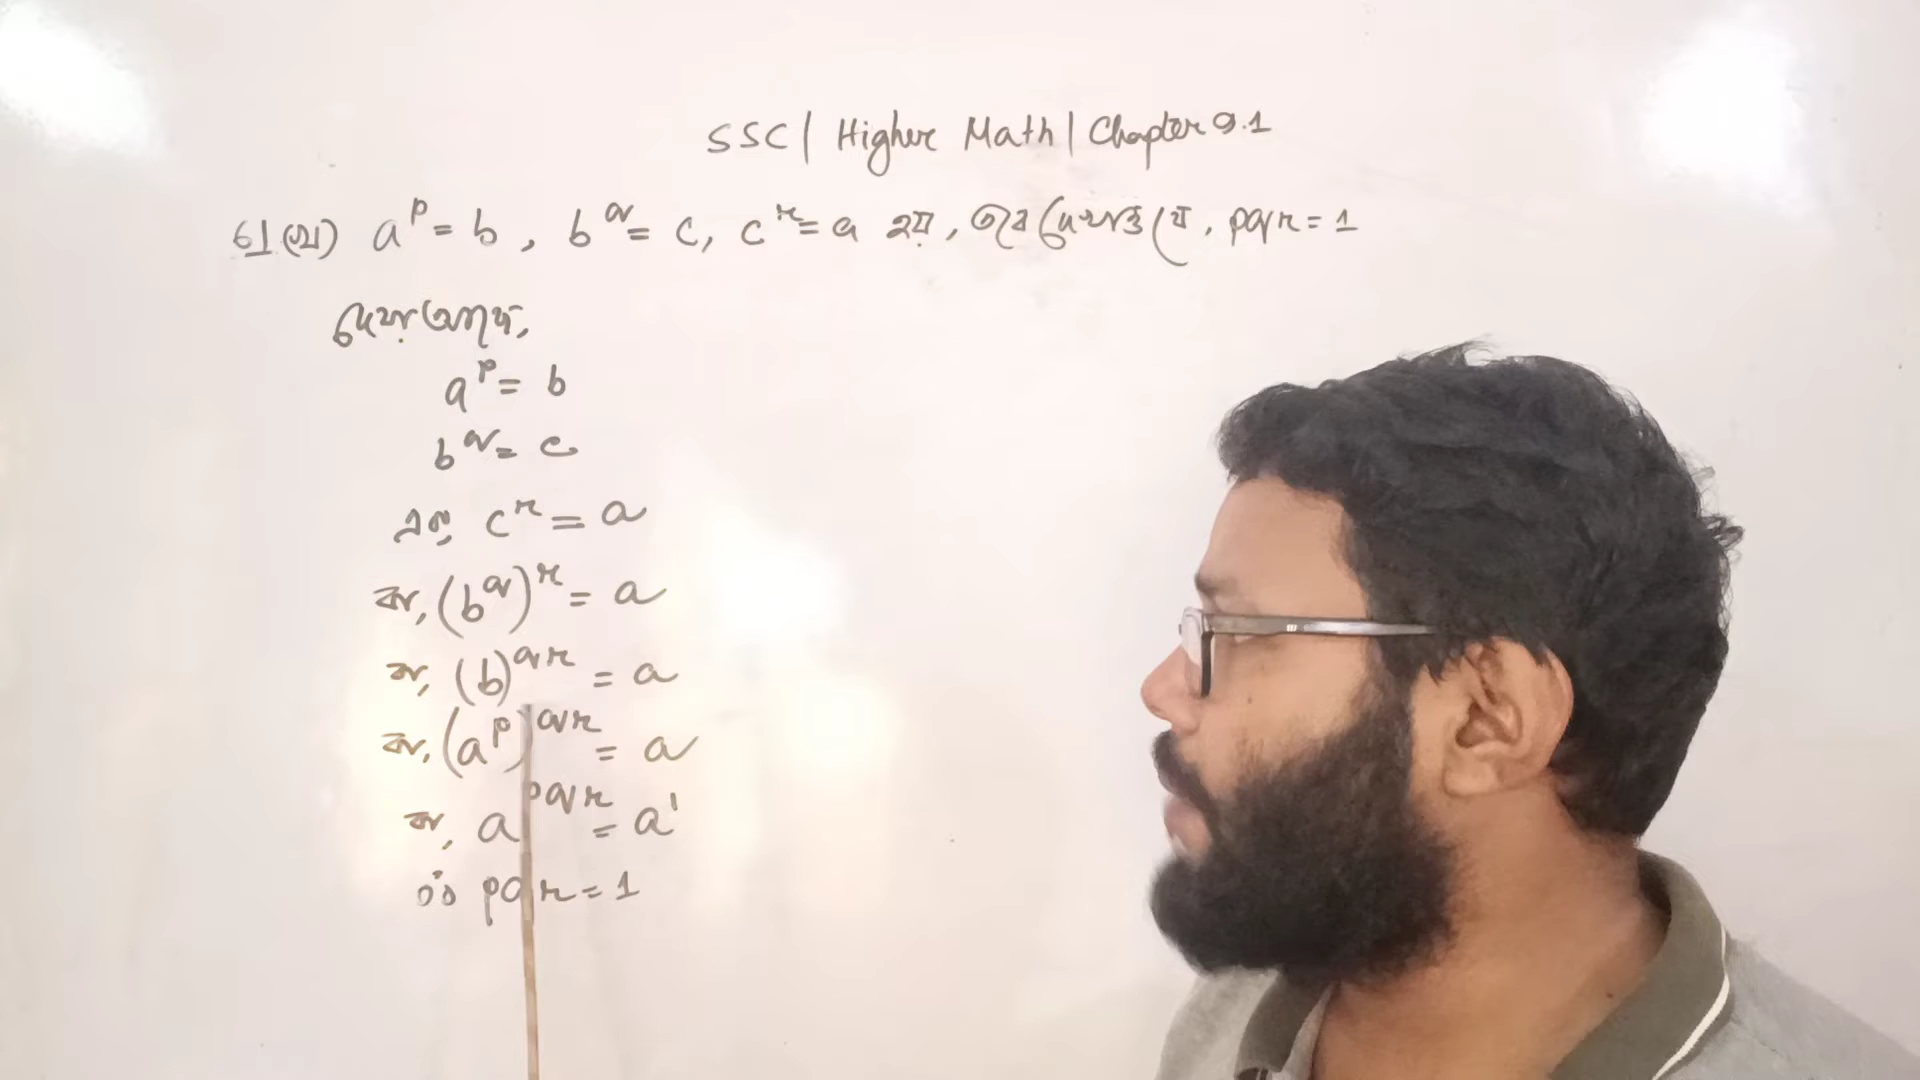 SSC | Higher Math | Chapter 9.1
৬। (খ) a^p = b, b^q = c, c^r = a হয়, তবে দেখাও যে, pqr = 1
দেওয়া আছে,
a^p = b
b^q = c
এবং, c^r = a
বা, (b^q)^r = a
বা, (b)^qr = a
বা, (a^p)^qr = a
বা, a^pqr = a^1
∴ pqr = 1